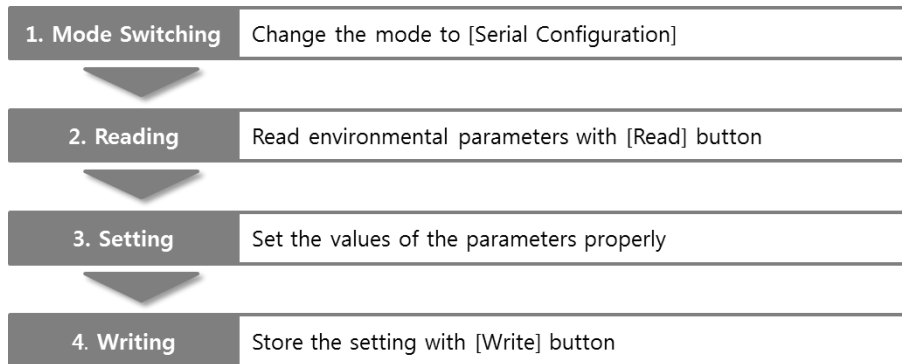 1. Mode Switching Change the mode to [Serial Configuration]
2. Reading Read environmental parameters with [Read] button
3. Setting Set the values of the parameters properly
4. Writing Store the setting with [Write] button